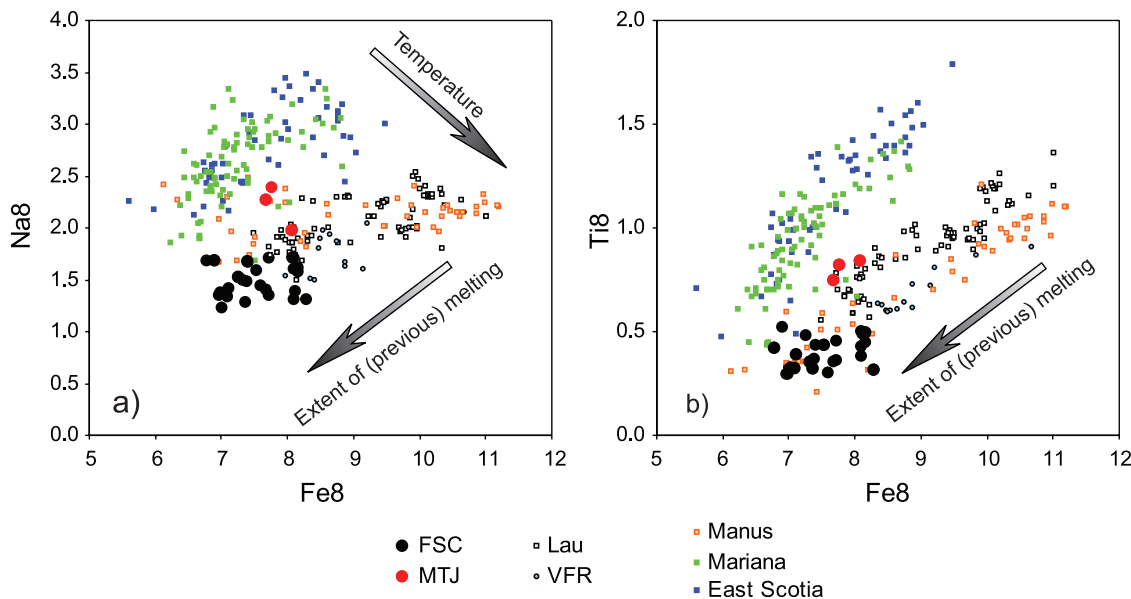 4.0
3.5
3.0
2.5
2.0
1.5
1.0
0.5
0.0
Na8
5 6 7 8 9 10 11 12
Fe8
Temperature
Extent of (previous) melting
a)
2.0
1.5
1.0
0.5
0.0
Ti8
5 6 7 8 9 10 11 12
Fe8
Extent of (previous) melting
b)
FSC
MTJ
Lau
VFR
Manus
Mariana
East Scotia